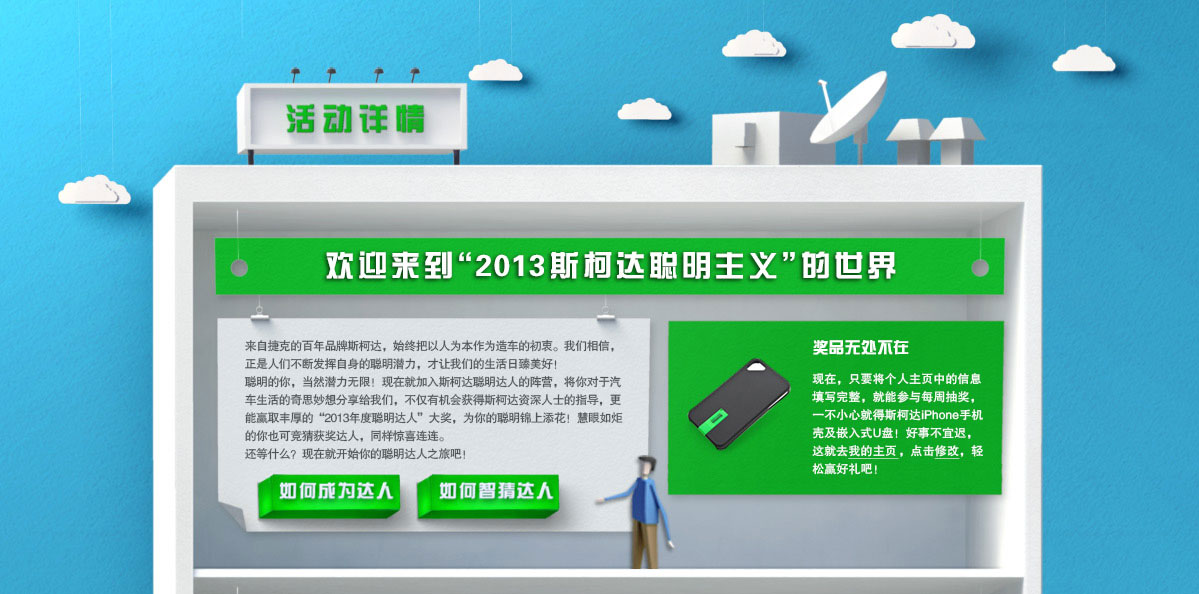 活动详情
欢迎来到“2013斯柯达聪明主义”的世界
来自捷克的百年品牌斯柯达，始终把以人为本作为造车的初衷。我们相信，
正是人们不断发挥自身的聪明潜力，才让我们的生活日臻美好！
聪明的你，当然潜力无限！现在就加入斯柯达聪明达人的阵营，将你对于汽
车生活的奇思妙想分享给我们，不仅有机会获得斯柯达资深人士的指导，更
能赢取丰厚的“2013年度聪明达人”大奖，为你的聪明锦上添花！慧眼如炬
的你也可竞猜获奖达人，同样惊喜连连。
还等什么？现在就开始你的聪明达人之旅吧！
如何成为达人
如何智猜达人
奖品无处不在
现在，只要将个人主页中的信息
填写完整，就能参与每周抽奖，
一不小心就得斯柯达iPhone手机
壳及嵌入式U盘！好事不宜迟，
这就去我的主页，点击修改，轻
松赢好礼吧！